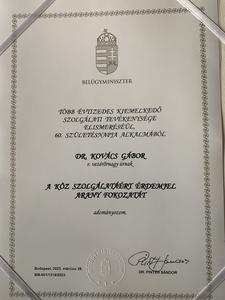 BELÜGYMINISZTER
TÖBB ÉVTIZEDES KIEMELKEDŐ
SZOLGÁLATI TEVÉKENYSÉGE
ELISMERÉSÉÜL,
60. SZÜLETÉSNAPJA ALKALMÁBÓL
DR. KOVÁCS GÁBOR
r. vezérőrnagy úrnak
A KÖZ SZOLGÁLATÁÉRT ÉRDEMJEL
ARANY FOKOZATÁT
adományozom.
Budapest, 2023. március 28.
DR. PINTÉR SÁNDOR